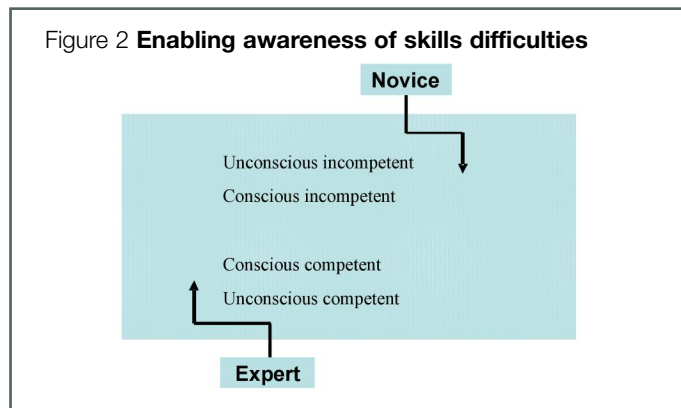 Figure 2 Enabling awareness of skills difficulties
Novice
Unconscious incompetent
Conscious incompetent
Conscious competent
Unconscious competent
Expert